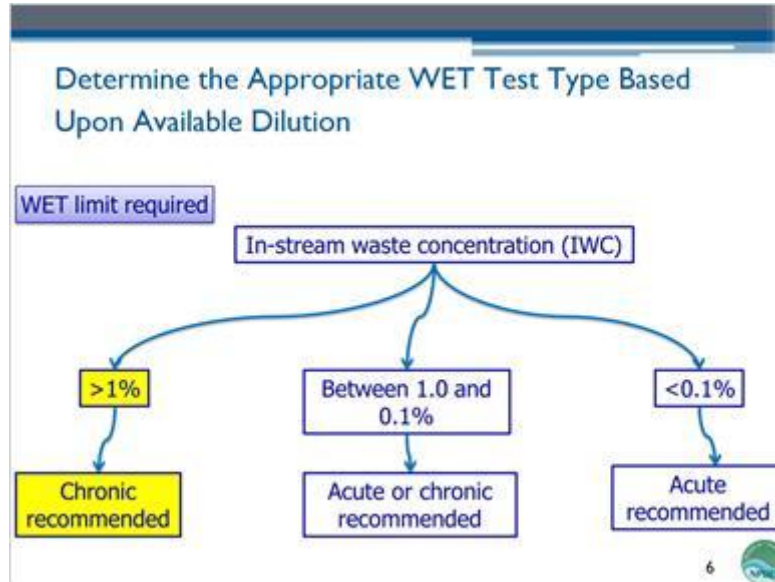 Determine the Appropriate WET Test Type Based
Upon Available Dilution
WET limit required
In-stream waste concentration (IWC)
>1%
Between 1.0 and
0.1%
<0.1%
Chronic
recommended
Acute or chronic
recommended
Acute
recommended
6